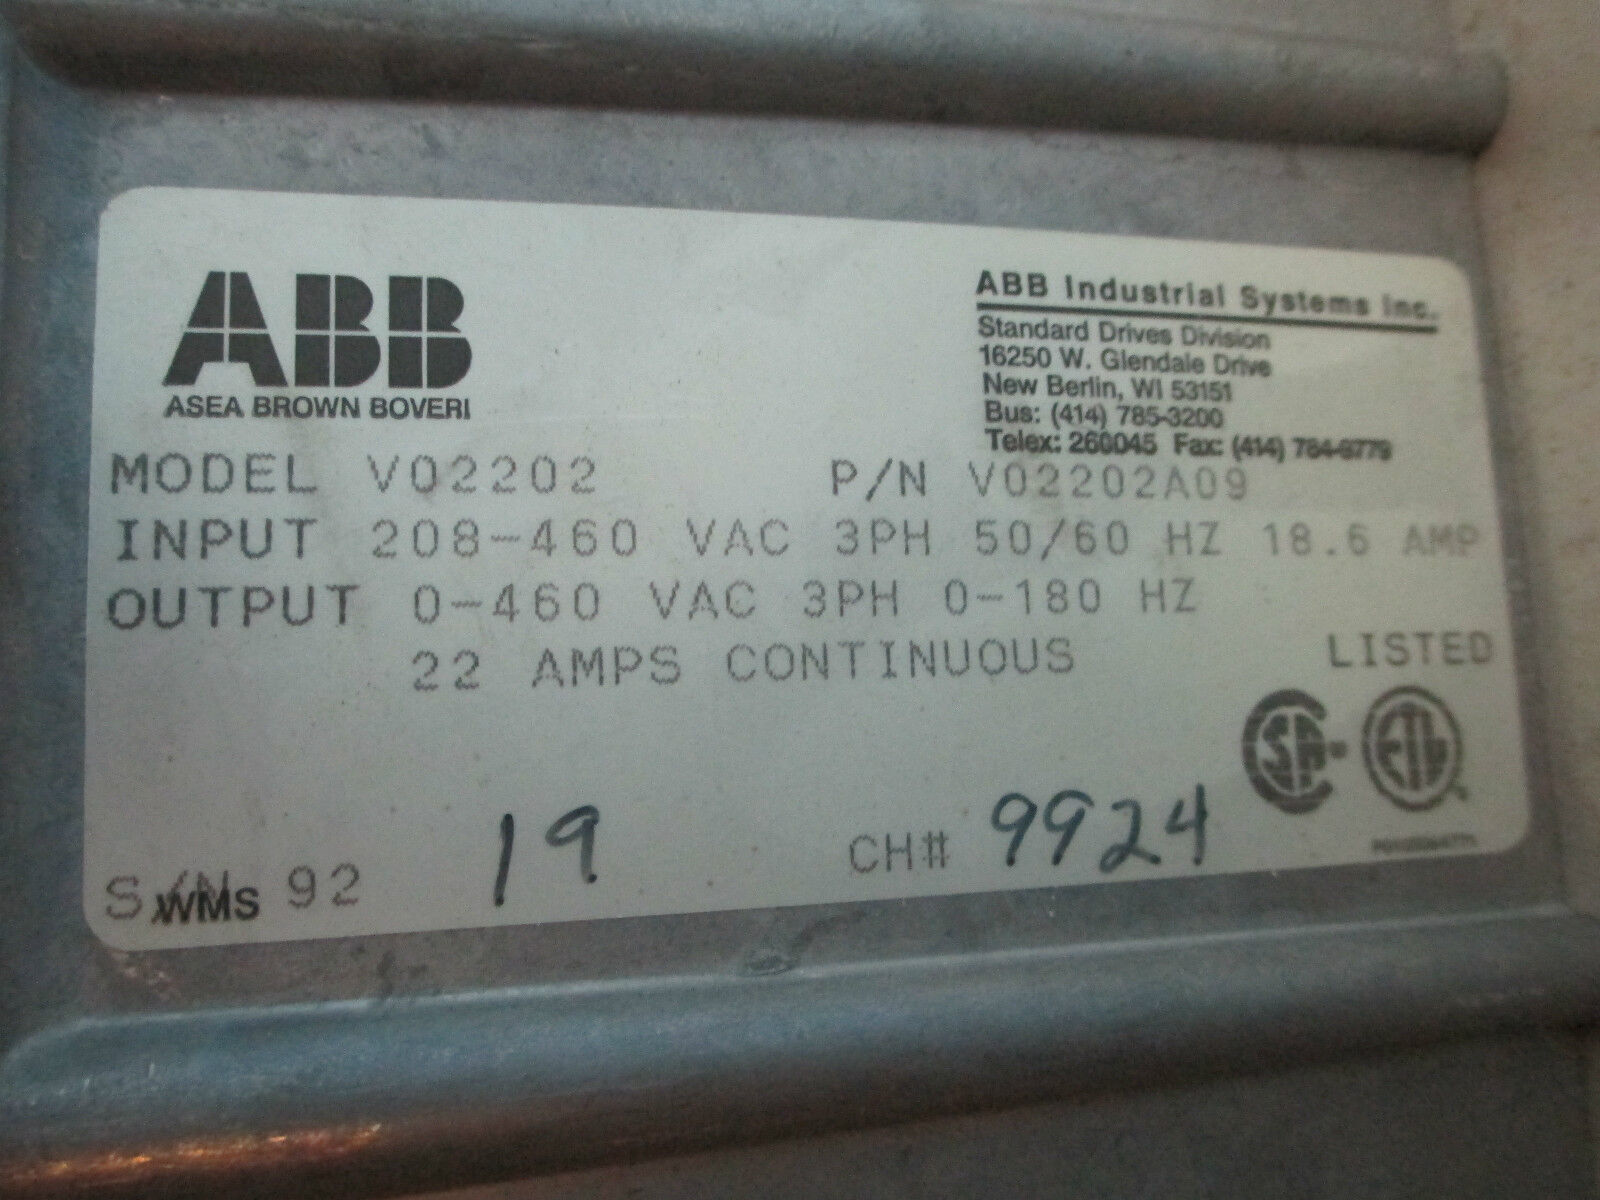 ABB
ASEA BROWN BOVERI
ABB Industrial Systems Inc.
Standard Drives Division
16250 W. Glendale Drive
New Berlin, WI 53151
Bus: (414) 785-3200
Telex: 260045 Fax: (414)
MODEL V02202 P/N V02202A09
INPUT 208-460 VAC 3PH 50/60 HZ 18.6 AMP
OUTPUT 0-460 VAC 3PH 0-180 HZ
22 AMPS CONTINUOUS
LISTED
S/N WMS 92 19 CH# 9924
SA
ETL